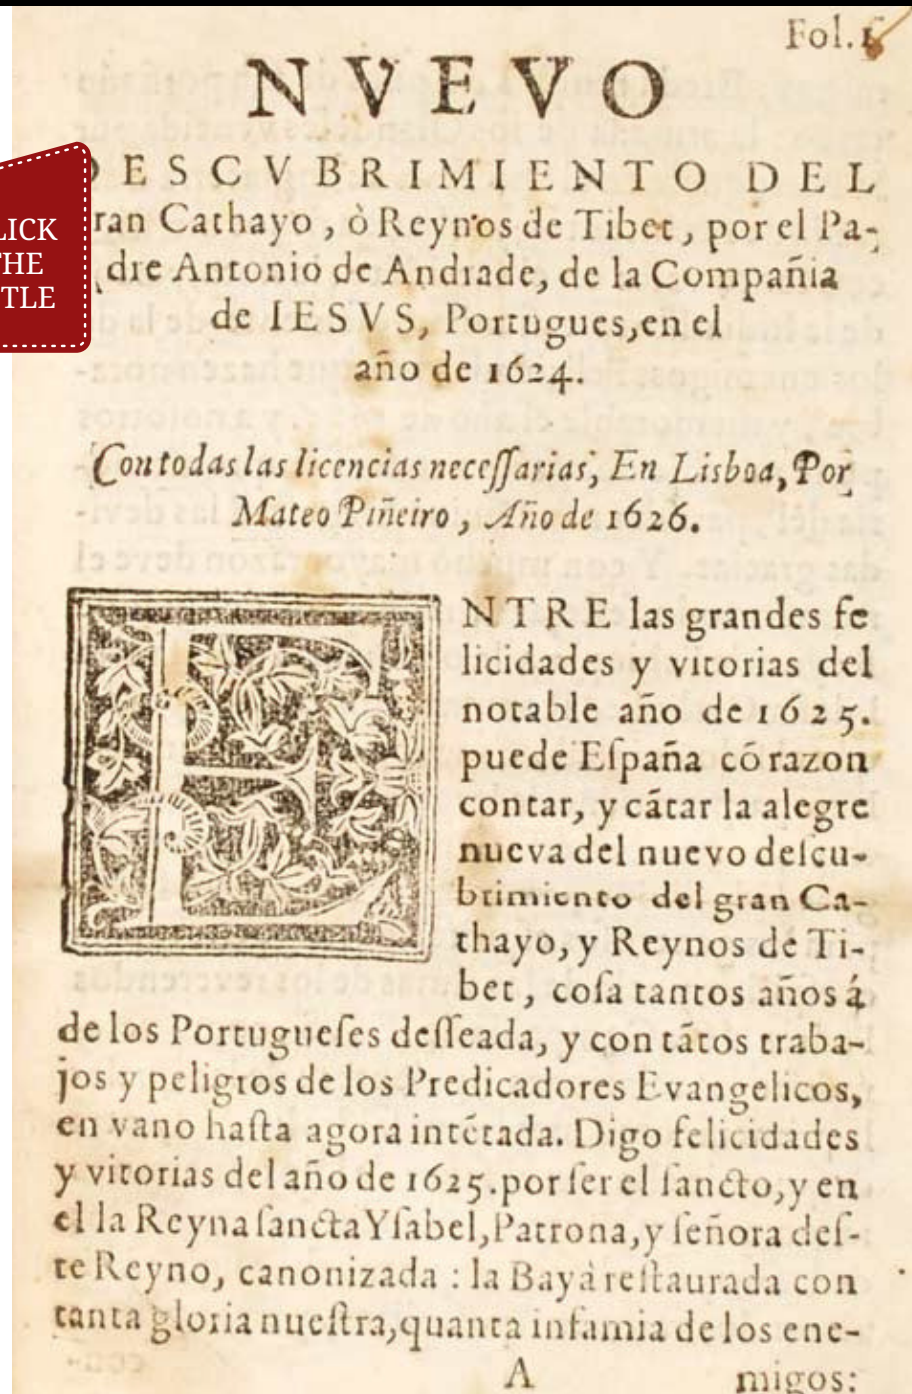 Fol.1
NVEVO
DESCVBRIMIENTO DEL
ran Cathayo, ò Reynos de Tibet, por el Pa-
dre Antonio de Andrade, de la Compañia
de IESVS, Portugues, en el
año de 1624.
Con todas las licencias necessarias, En Lisboa, Por
Mateo Piñeiro, Año de 1626.
LICK
THE
TLE
ENTRE las grandes fe
licidades y vitorias del
notable año de 1625.
puede España cõ razon
contar, y cãtar la alegre
nueva del nuevo descu-
brimiento del gran Ca-
thayo, y Reynos de Ti-
bet, cosa tantos años á
de los Portugueses desseada, y con tãtos traba-
jos y peligros de los Predicadores Evangelicos,
en vano hasta agora intẽtada. Digo felicidades
y vitorias del año de 1625. por ser el sancto, y en
el la Reyna sancta Ysabel, Patrona, y señora des-
te Reyno, canonizada : la Bayá restaurada con
tanta gloria nuestra, quanta infamia de los ene-
A migos: